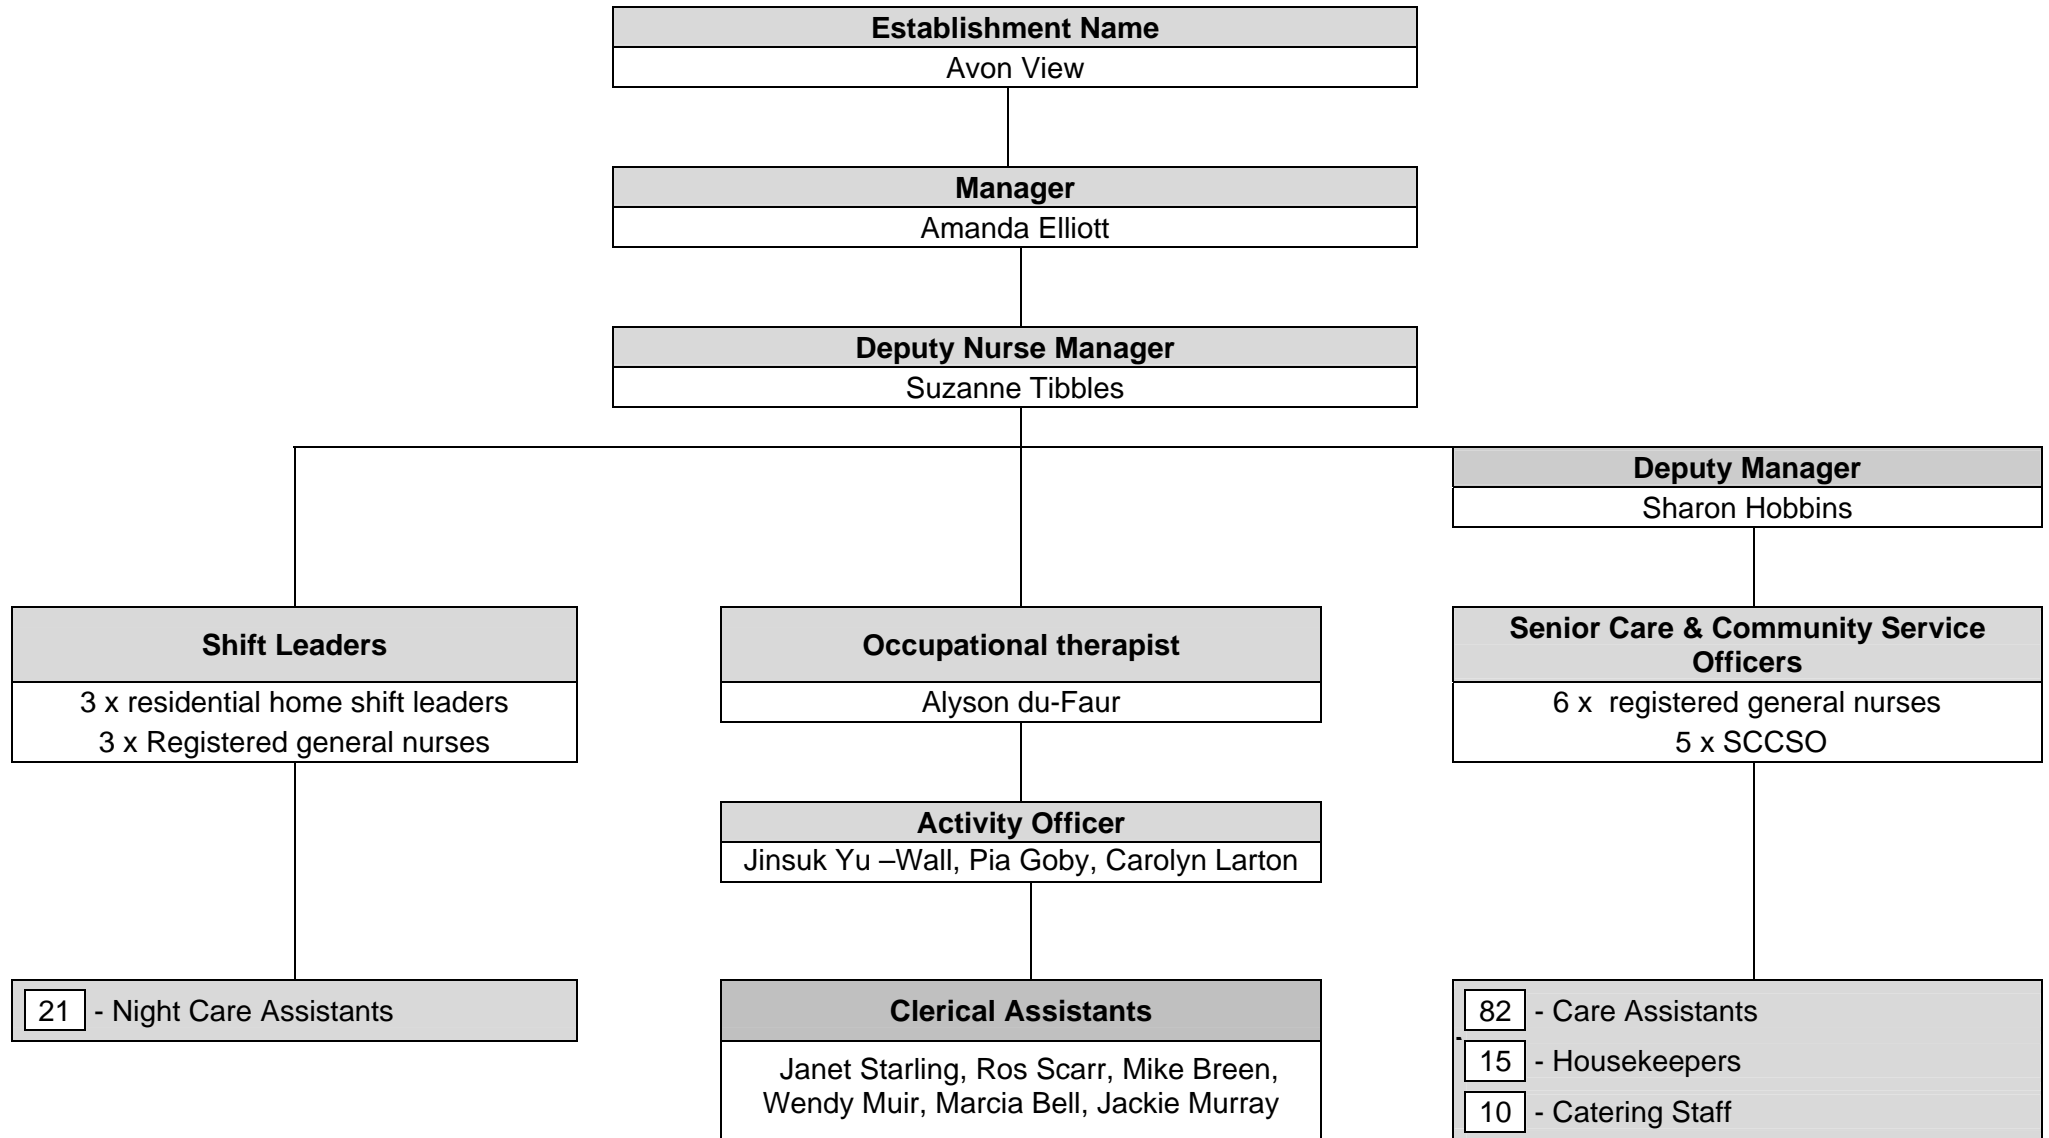 Establishment Name
Avon View
Manager
Amanda Elliott
Deputy Nurse Manager
Suzanne Tibbles
Deputy Manager
Sharon Hobbins
Shift Leaders
3 x residential home shift leaders
3 x Registered general nurses
Occupational therapist
Alyson du-Faur
Senior Care & Community Service
Officers
6 x  registered general nurses
5 x SCCSO
Activity Officer
Jinsuk Yu –Wall, Pia Goby, Carolyn Larton
21 - Night Care Assistants
Clerical Assistants
Janet Starling, Ros Scarr, Mike Breen,
Wendy Muir, Marcia Bell, Jackie Murray
82 - Care Assistants
15 - Housekeepers
10 - Catering Staff